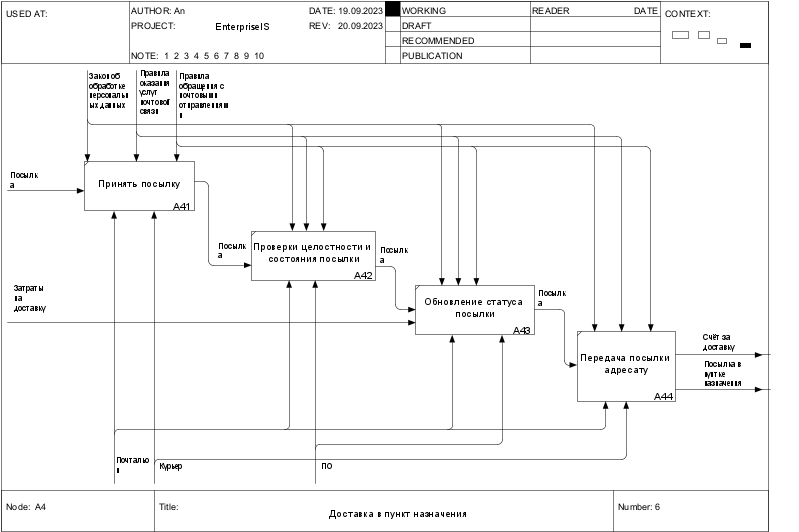 USED AT:
AUTHOR: An
DATE: 19.09.2023
WORKING
READER
DATE
CONTEXT:
PROJECT: EnterpriseIS
REV: 20.09.2023
DRAFT
RECOMMENDED
NOTE: 1 2 3 4 5 6 7 8 9 10
PUBLICATION
Закон об
обработке
персональн
ых данных
Правила
оказания
услуг
почтовой
связи
Правила
обращения с
почтовыми
отправлениям
и
Посылк
а
Принять посылку
A41
Посылк
а
Проверки целостности и
состояния посылки
A42
Посылк
а
Затраты
на
доставку
Обновление статуса
посылки
A43
Посылк
а
Передача посылки
адресату
A44
Счёт за
доставку
Посылка в
пунтке
назначения
Почтальо
н
Курьер
ПО
Node: A4
Title:
Доставка в пункт назначения
Number: 6